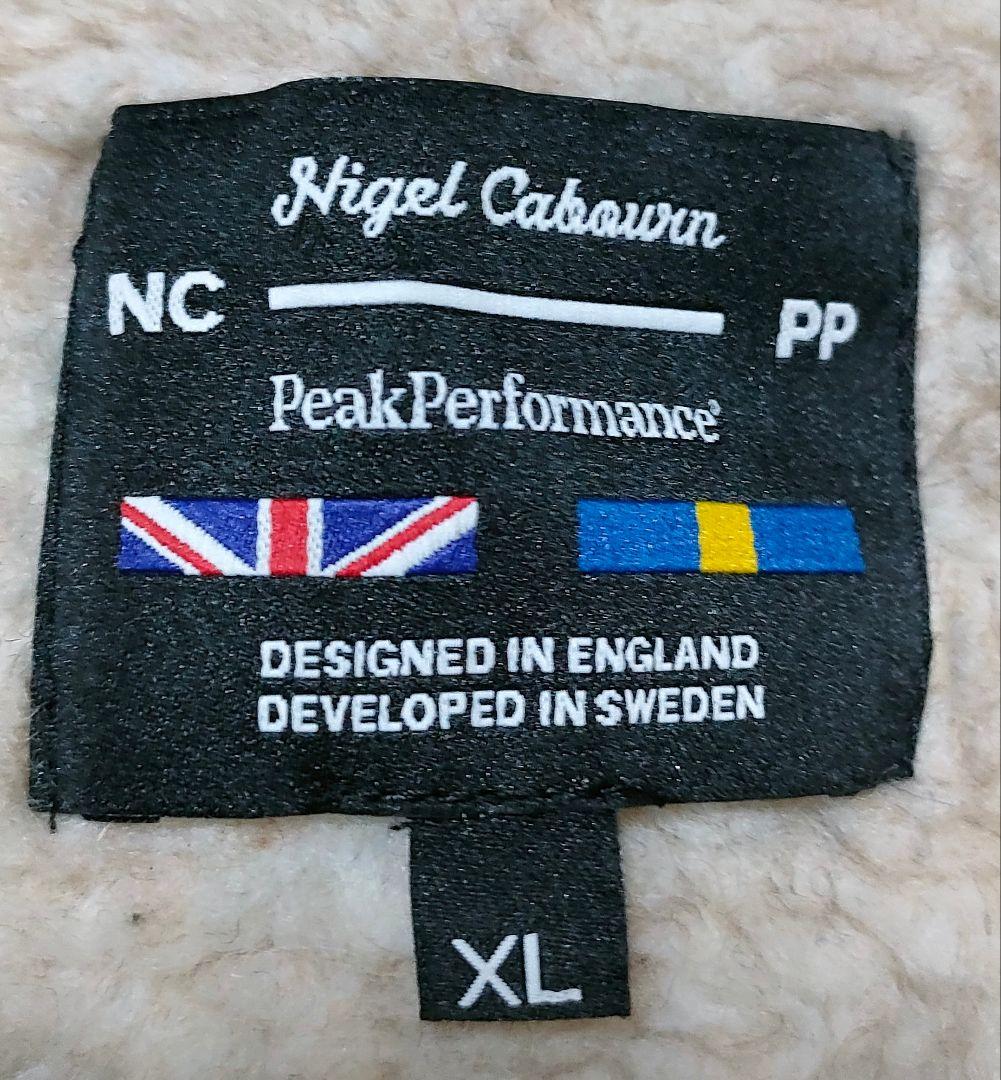 Nigel Cabourn
NC PP
PeakPerformance®
DESIGNED IN ENGLAND
DEVELOPED IN SWEDEN
XL